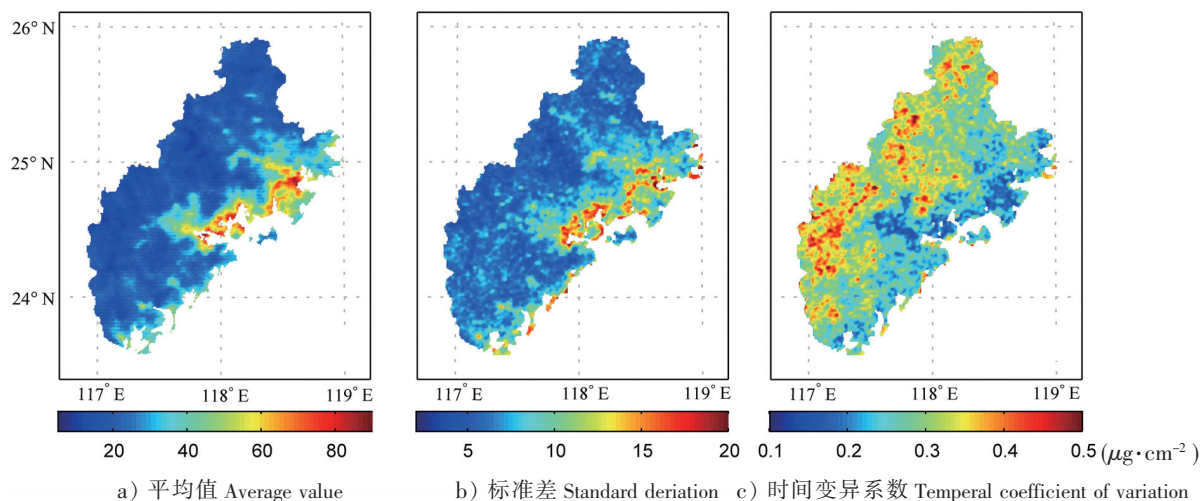 26° N
25° N
24° N
117° E 118° E 119° E 117° E 118° E 119° E 117° E 118° E 119° E
20 40 60 80 5 10 15 20 0.1 0.2 0.3 0.4 0.5 (μg·cm⁻²)
a) 平均值 Average value b) 标准差 Standard deriation c) 时间变异系数 Temperal coefficient of variation